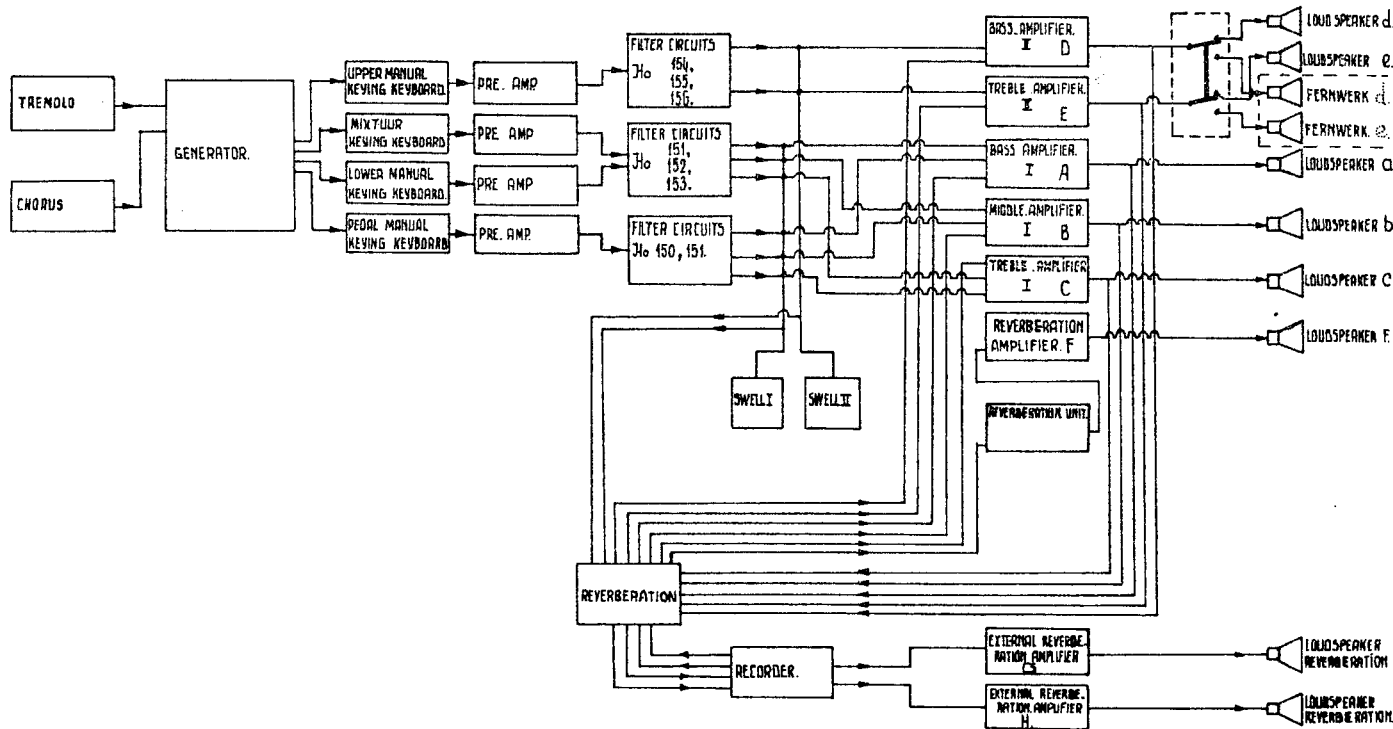 TREMOLO
CHORUS
GENERATOR.
UPPER MANUAL
KEYING KEYBOARD.
MIXTUUR
KEYING KEYBOARD.
LOWER MANUAL
KEYING KEYBOARD.
PEDAL MANUAL
KEYING KEYBOARD
PRE. AMP.
PRE AMP
PRE AMP
PRE. AMP.
FILTER CIRCUITS
Ho 154,
155,
156.
FILTER CIRCUITS
Ho 151,
152,
153.
FILTER CIRCUITS
Ho 150, 151.
SWELL I
SWELL II
BASS. AMPLIFIER.
II D
TREBLE AMPLIFIER.
II E
BASS AMPLIFIER.
I A
MIDDLE. AMPLIFIER.
I B
TREBLE. AMPLIFIER
I C
REVERBERATION
AMPLIFIER. F
REVERBERATION UNIT.
LOUDSPEAKER d.
LOUDSPEAKER e.
FERNWERK d.
FERNWERK. e.
LOUDSPEAKER a
LOUDSPEAKER b
LOUDSPEAKER c
LOUDSPEAKER F.
REVERBERATION
RECORDER.
EXTERNAL REVERBE-
RATION AMPLIFIER
G
EXTERNAL REVERBE-
RATION. AMPLIFIER
H.
LOUDSPEAKER
REVERBERATION
LOUDSPEAKER
REVERBERATION.